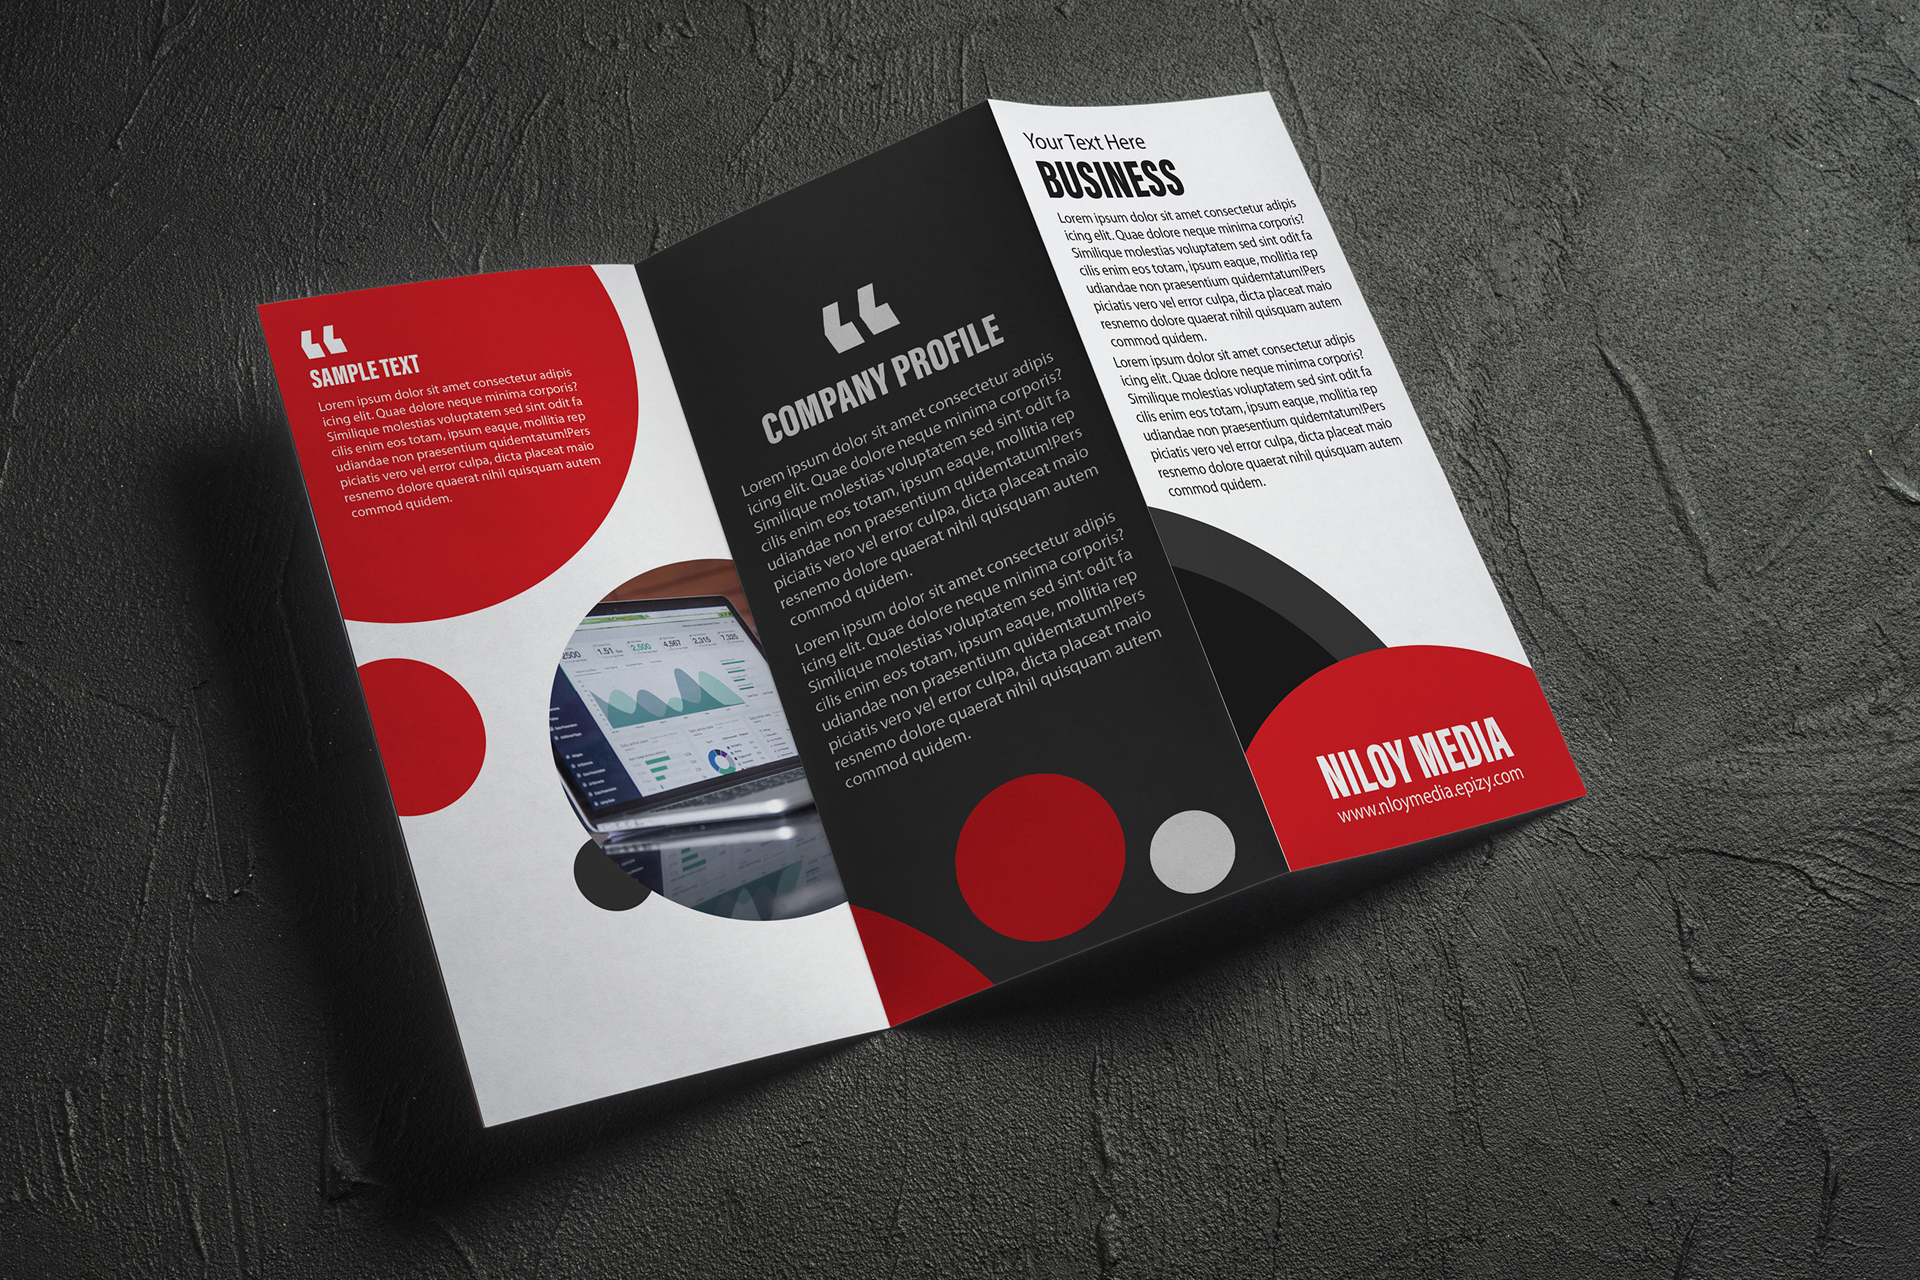 SAMPLE TEXT
Lorem ipsum dolor sit amet consectetur adipis
icing elit. Quae dolore neque minima corporis?
Similique molestias voluptatem sed sint odit fa
cilis enim eos totam, ipsum eaque, mollitia rep
udiandae non praesentium quidemtatum!Pers
piciatis vero vel error culpa, dicta placeat maio
resnemo dolore quaerat nihil quisquam autem
commod quidem.
2500 1.51 2,500 4,567 2,315 7,325
COMPANY PROFILE
Lorem ipsum dolor sit amet consectetur adipis
icing elit. Quae dolore neque minima corporis?
Similique molestias voluptatem sed sint odit fa
cilis enim eos totam, ipsum eaque, mollitia rep
udiandae non praesentium quidemtatum!Pers
piciatis vero vel error culpa, dicta placeat maio
resnemo dolore quaerat nihil quisquam autem
commod quidem.
Lorem ipsum dolor sit amet consectetur adipis
icing elit. Quae dolore neque minima corporis?
Similique molestias voluptatem sed sint odit fa
cilis enim eos totam, ipsum eaque, mollitia rep
udiandae non praesentium quidemtatum!Pers
piciatis vero vel error culpa, dicta placeat maio
resnemo dolore quaerat nihil quisquam autem
commod quidem.
Your Text Here
BUSINESS
Lorem ipsum dolor sit amet consectetur adipis
icing elit. Quae dolore neque minima corporis?
Similique molestias voluptatem sed sint odit fa
cilis enim eos totam, ipsum eaque, mollitia rep
udiandae non praesentium quidemtatum!Pers
piciatis vero vel error culpa, dicta placeat maio
resnemo dolore quaerat nihil quisquam autem
commod quidem.
Lorem ipsum dolor sit amet consectetur adipis
icing elit. Quae dolore neque minima corporis?
Similique molestias voluptatem sed sint odit fa
cilis enim eos totam, ipsum eaque, mollitia rep
udiandae non praesentium quidemtatum!Pers
piciatis vero vel error culpa, dicta placeat maio
resnemo dolore quaerat nihil quisquam autem
commod quidem.
NILOY MEDIA
www.nloymedia.epizy.com